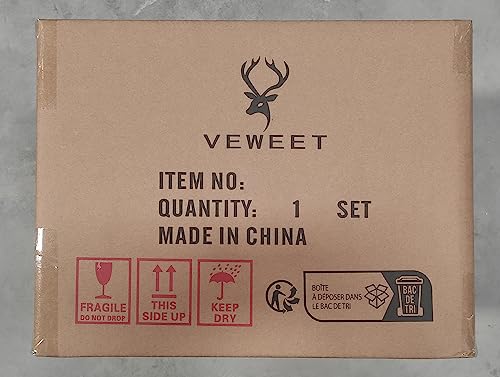 VEWEET
ITEM NO:
QUANTITY: 1 SET
MADE IN CHINA
FRAGILE
DO NOT DROP
THIS
SIDE UP
KEEP
DRY
BOÎTE
À DÉPOSER DANS
LE BAC DE TRI
BAC
DE
TRI